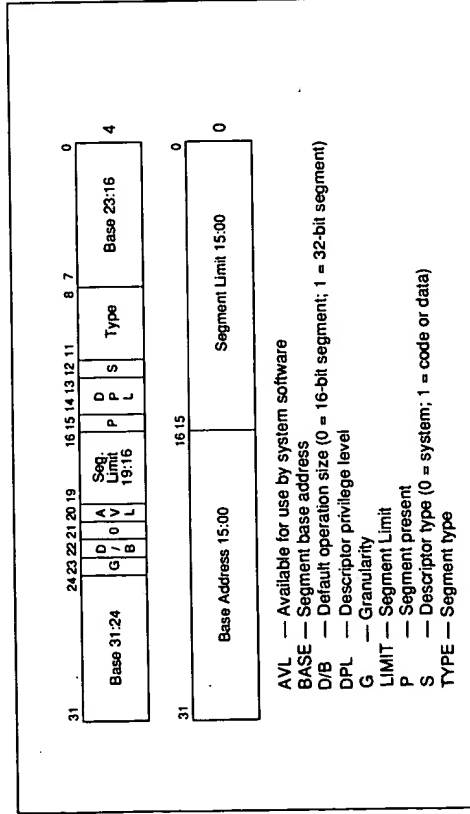 31 24 23 22 21 20 19 16 15 14 13 12 11 8 7 0
Base 31:24 G D / B 0 A V L Seg. Limit 19:16 P D P L S Type Base 23:16 4
31 16 15 0
Base Address 15:00 Segment Limit 15:00 0
AVL — Available for use by system software
BASE — Segment base address
D/B — Default operation size (0 = 16-bit segment; 1 = 32-bit segment)
DPL — Descriptor privilege level
G — Granularity
LIMIT — Segment Limit
P — Segment present
S — Descriptor type (0 = system; 1 = code or data)
TYPE — Segment type